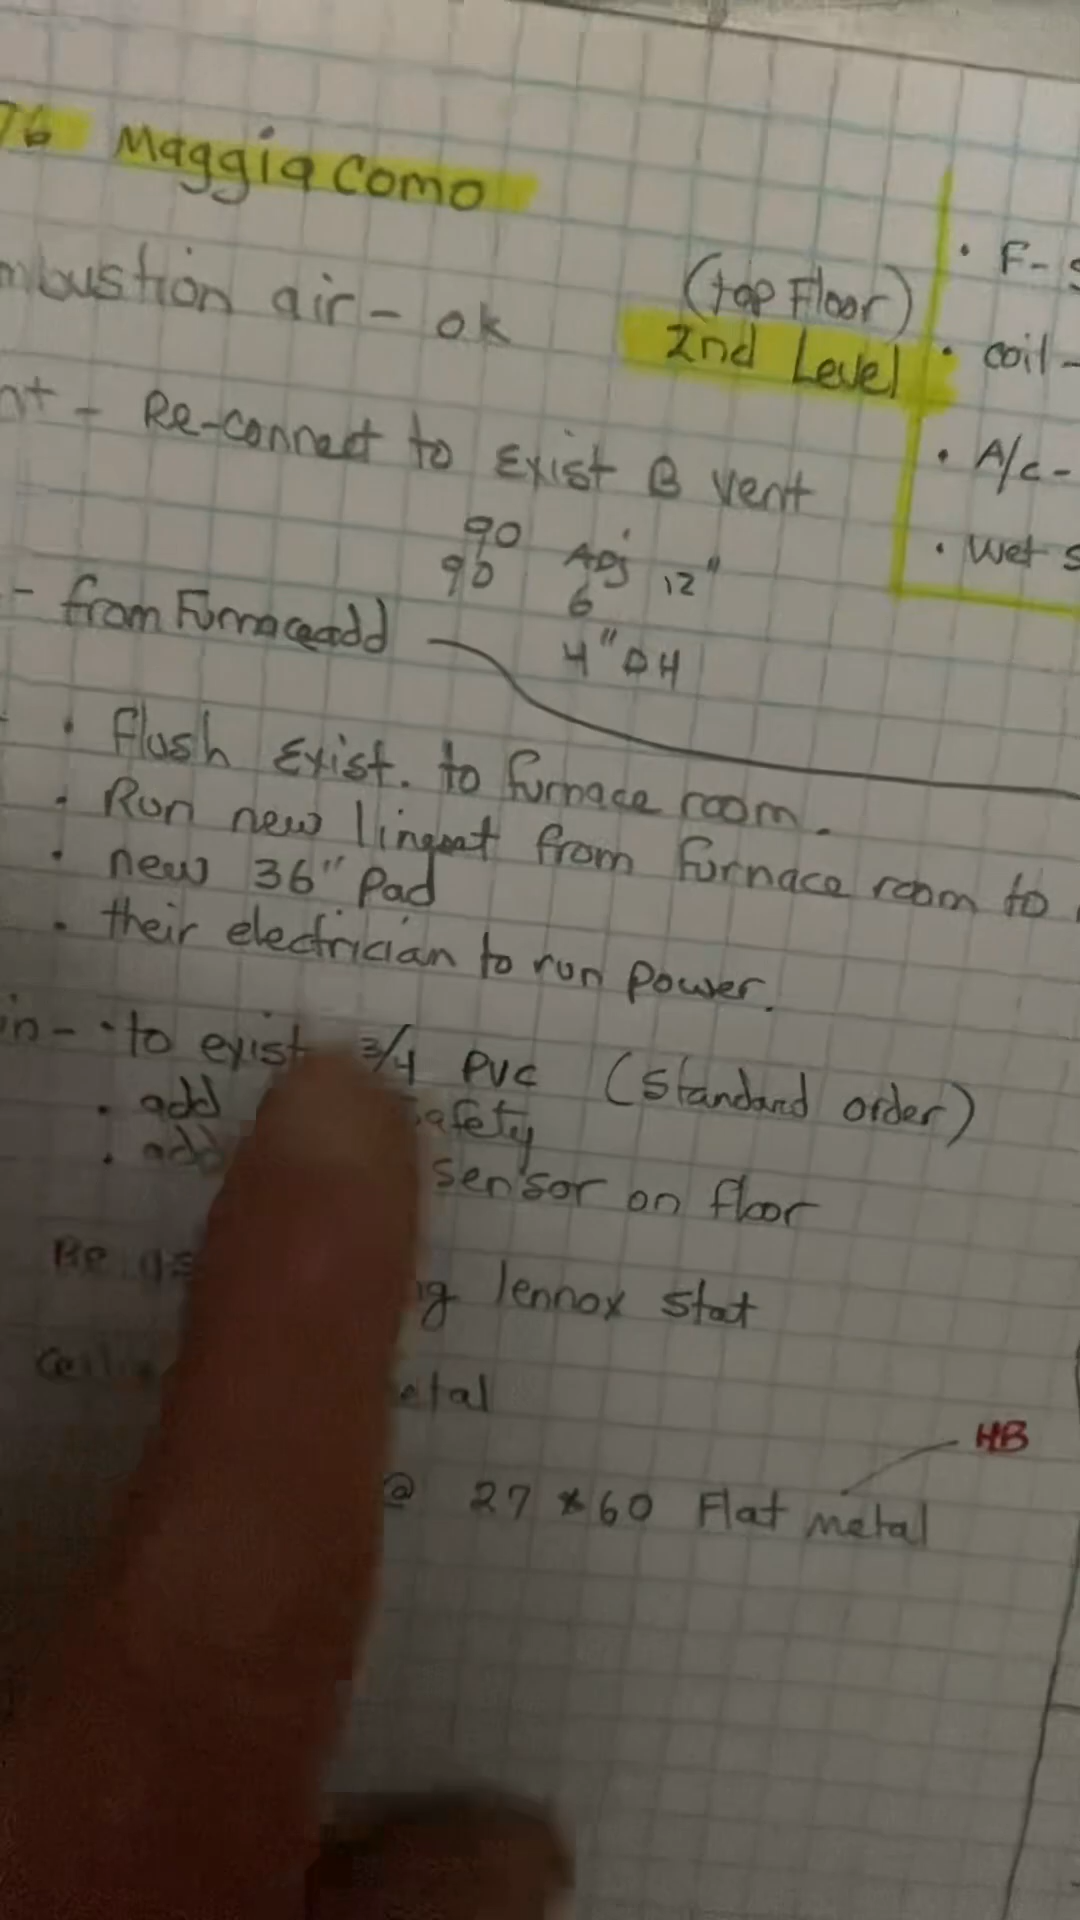 76 Maggia Como
mbustion air - ok
(top Floor)
2nd Level
nt - Re-connect to Exist B vent
90
90 Adj 12"
6
4" DH
- from Furnace add
• flush Exist. to furnace room.
• Run new lineset from furnace room to
• new 36" Pad
• their electrician to run power.
in - • to exist 3/4 PVC (standard order)
• add safety
• add sensor on floor
lennox stat
etal
@ 27 x 60 Flat metal
HB
• F-
• coil -
• A/c -
• Wet s